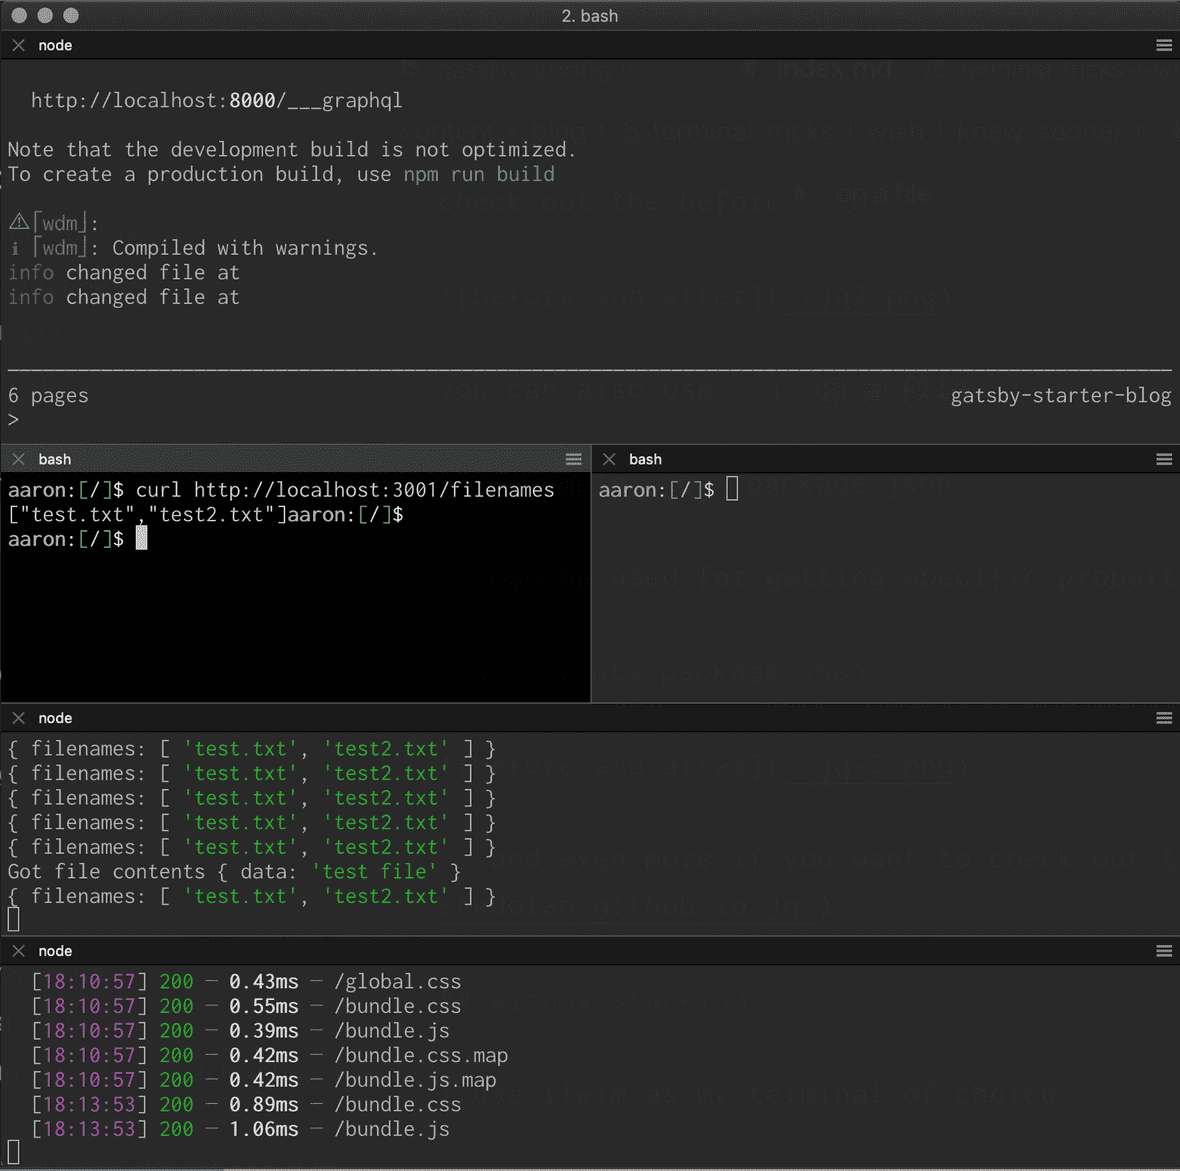 2. bash
node
http://localhost:8000/___graphql
Note that the development build is not optimized.
To create a production build, use npm run build
⚠ ｢wdm｣:
ℹ ｢wdm｣: Compiled with warnings.
info changed file at
info changed file at
6 pages gatsby-starter-blog
>
bash
aaron:[/]$ curl http://localhost:3001/filenames
["test.txt","test2.txt"]aaron:[/]$
aaron:[/]$
bash
aaron:[/]$
node
{ filenames: [ 'test.txt', 'test2.txt' ] }
{ filenames: [ 'test.txt', 'test2.txt' ] }
{ filenames: [ 'test.txt', 'test2.txt' ] }
{ filenames: [ 'test.txt', 'test2.txt' ] }
{ filenames: [ 'test.txt', 'test2.txt' ] }
Got file contents { data: 'test file' }
{ filenames: [ 'test.txt', 'test2.txt' ] }
node
[18:10:57] 200 — 0.43ms — /global.css
[18:10:57] 200 — 0.55ms — /bundle.css
[18:10:57] 200 — 0.39ms — /bundle.js
[18:10:57] 200 — 0.42ms — /bundle.css.map
[18:10:57] 200 — 0.42ms — /bundle.js.map
[18:13:53] 200 — 0.89ms — /bundle.css
[18:13:53] 200 — 1.06ms — /bundle.js